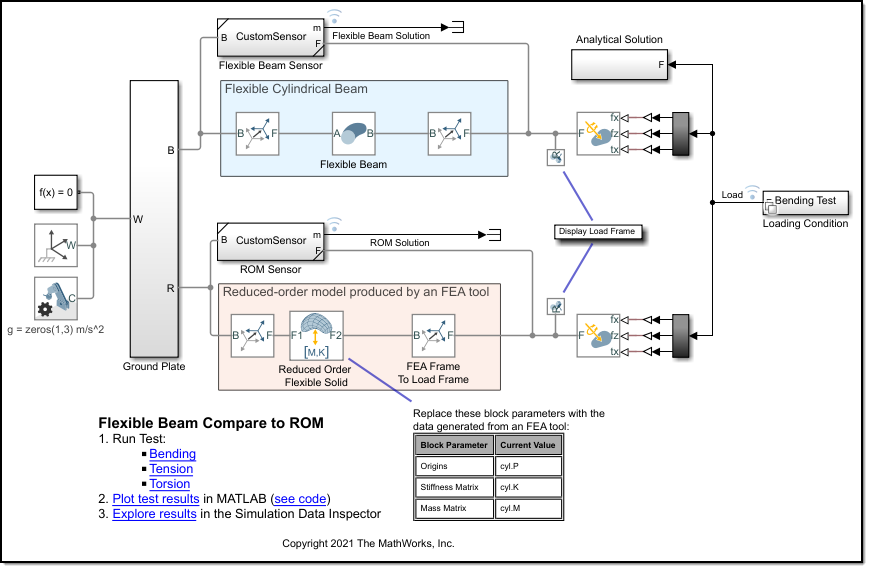 CustomSensor
B
m
F
Flexible Beam Solution
Flexible Beam Sensor
Analytical Solution
F
Flexible Cylindrical Beam
B F
A B
B F
Flexible Beam
F
fx
fz
tx
B
f(x) = 0
W
W
C
g = zeros(1,3) m/s^2
R
Ground Plate
Load
Bending Test
Loading Condition
Display Load Frame
CustomSensor
B
m
F
ROM Solution
ROM Sensor
Reduced-order model produced by an FEA tool
B F
F1 F2
[M,K]
B F
Reduced Order
Flexible Solid
FEA Frame
To Load Frame
F
fx
fz
tx
Flexible Beam Compare to ROM
1. Run Test:
Bending
Tension
Torsion
2. Plot test results in MATLAB (see code)
3. Explore results in the Simulation Data Inspector
Replace these block parameters with the
data generated from an FEA tool:
Block Parameter Current Value
Origins cyl.P
Stiffness Matrix cyl.K
Mass Matrix cyl.M
Copyright 2021 The MathWorks, Inc.